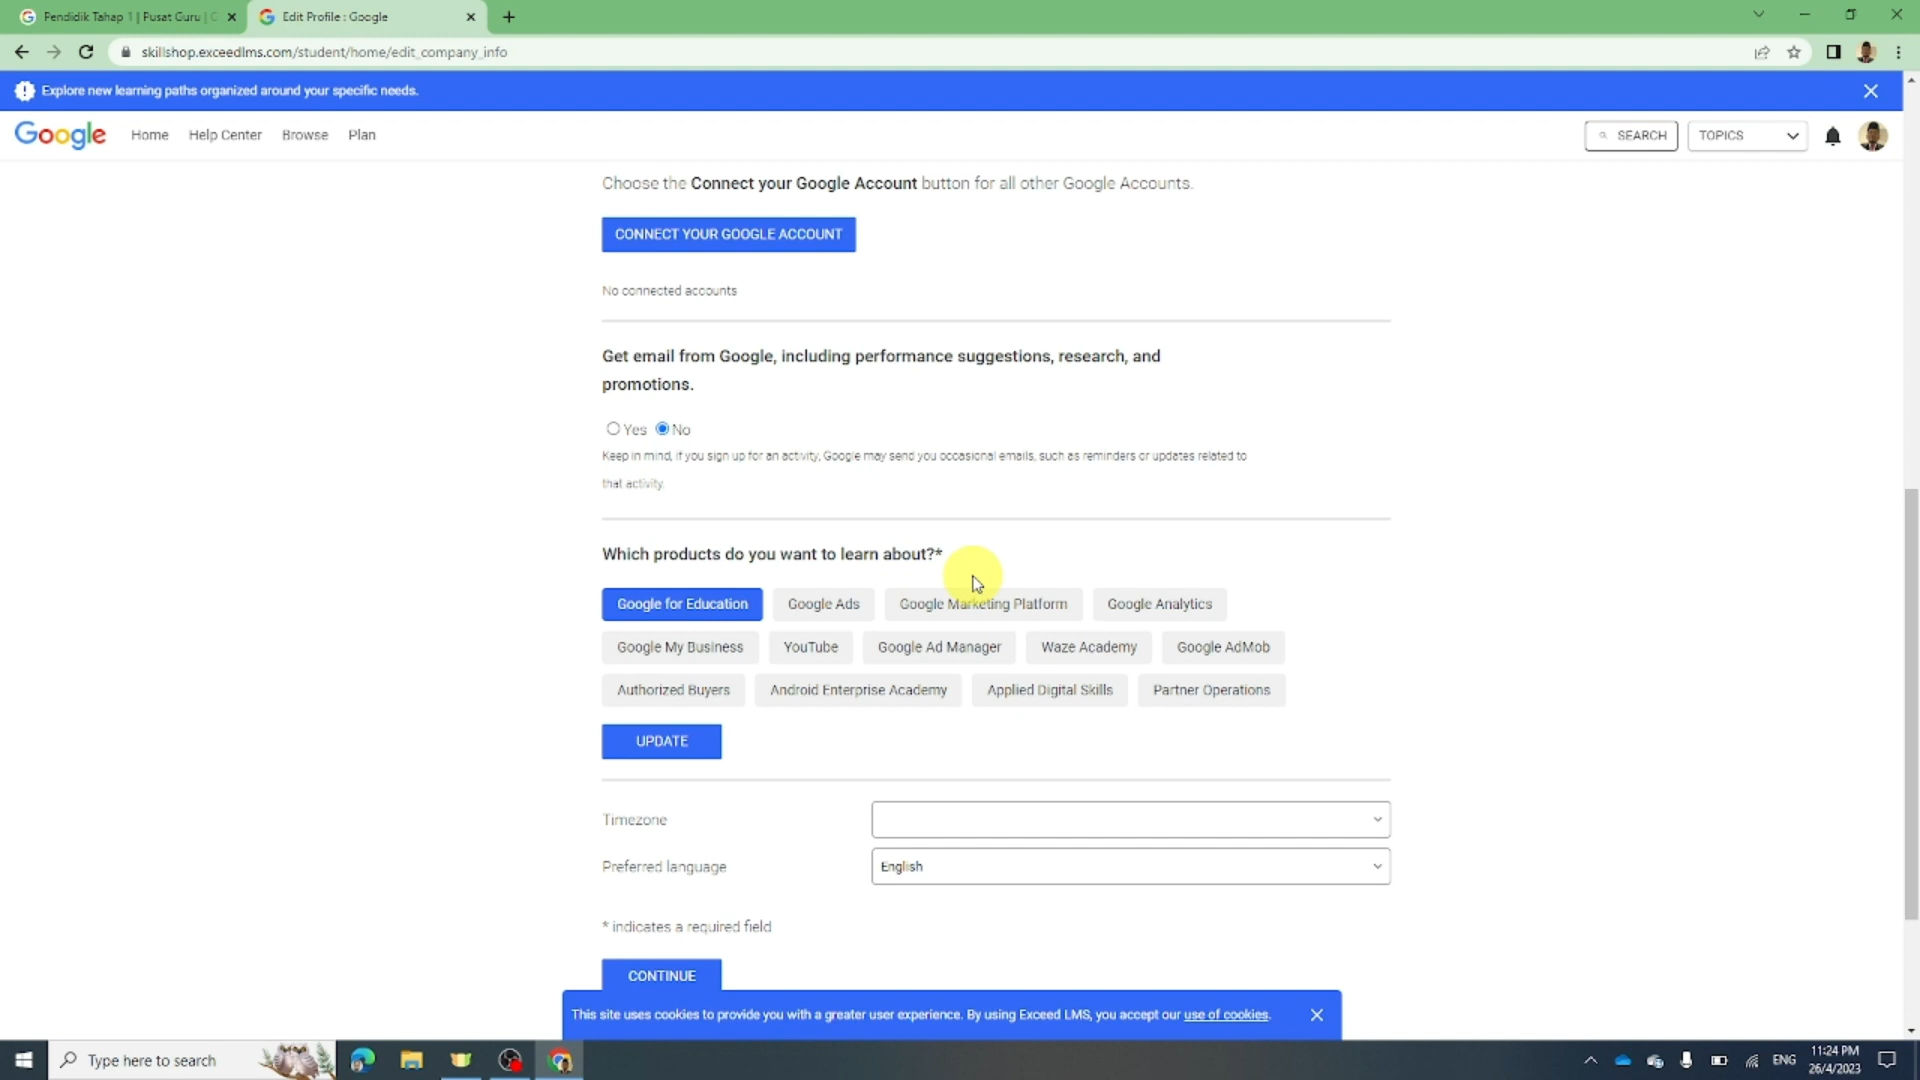 Pendidik Tahap 1 | Pusat Guru |
Edit Profile : Google
skillshop.exceedlms.com/student/home/edit_company_info
Explore new learning paths organized around your specific needs.
Google Home Help Center Browse Plan SEARCH TOPICS
Choose the Connect your Google Account button for all other Google Accounts.
CONNECT YOUR GOOGLE ACCOUNT
No connected accounts
Get email from Google, including performance suggestions, research, and
promotions.
Yes No
Keep in mind, if you sign up for an activity, Google may send you occasional emails, such as reminders or updates related to
that activity.
Which products do you want to learn about?*
Google for Education Google Ads Google Marketing Platform Google Analytics
Google My Business YouTube Google Ad Manager Waze Academy Google AdMob
Authorized Buyers Android Enterprise Academy Applied Digital Skills Partner Operations
UPDATE
Timezone
Preferred language English
* indicates a required field
CONTINUE
This site uses cookies to provide you with a greater user experience. By using Exceed LMS, you accept our use of cookies.
Type here to search
ENG
11:24 PM
26/4/2023